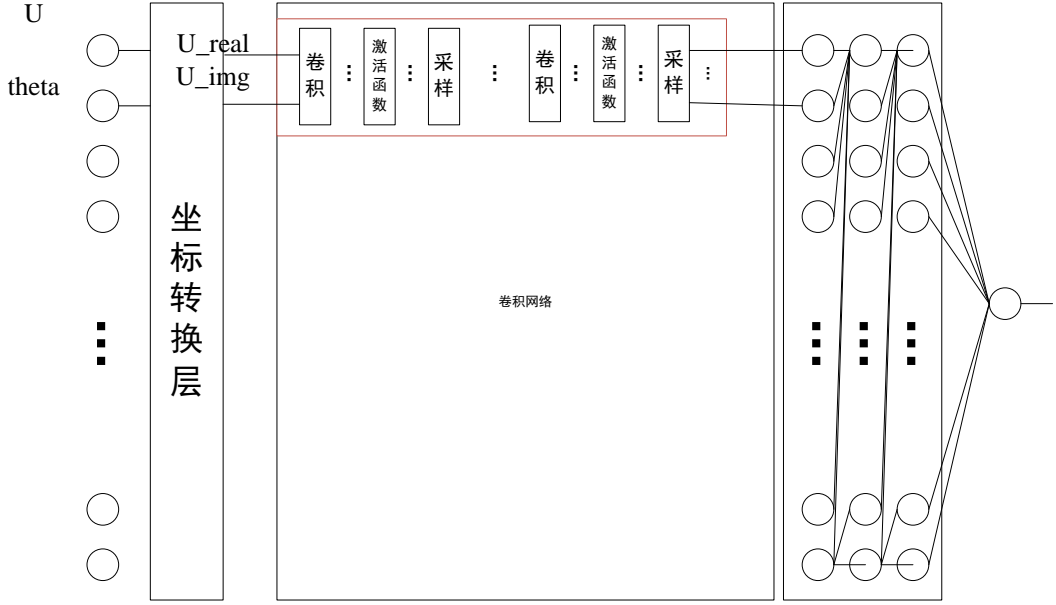 U
theta
U_real
U_img
坐标转换层
卷积
激活函数
采样
卷积
激活函数
采样
卷积网络